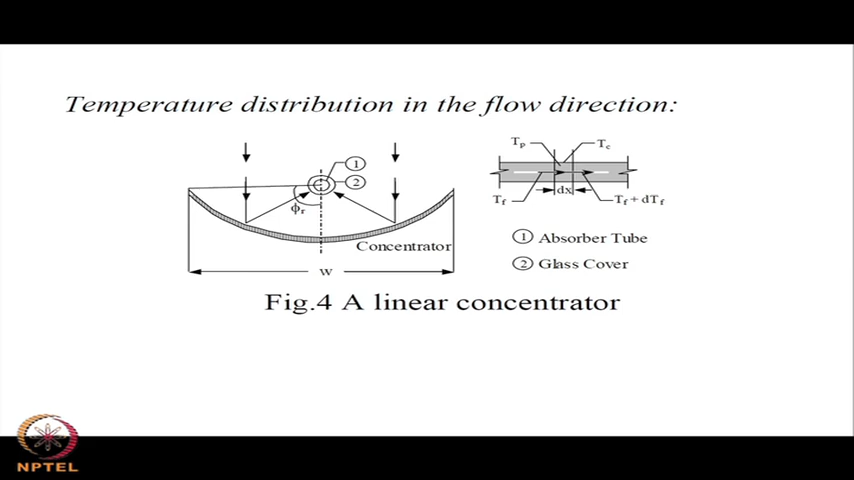 Temperature distribution in the flow direction:
1
2
ϕr
Concentrator
W
Tp
Tc
dx
Tf
Tf + dTf
1 Absorber Tube
2 Glass Cover
Fig.4 A linear concentrator
NPTEL